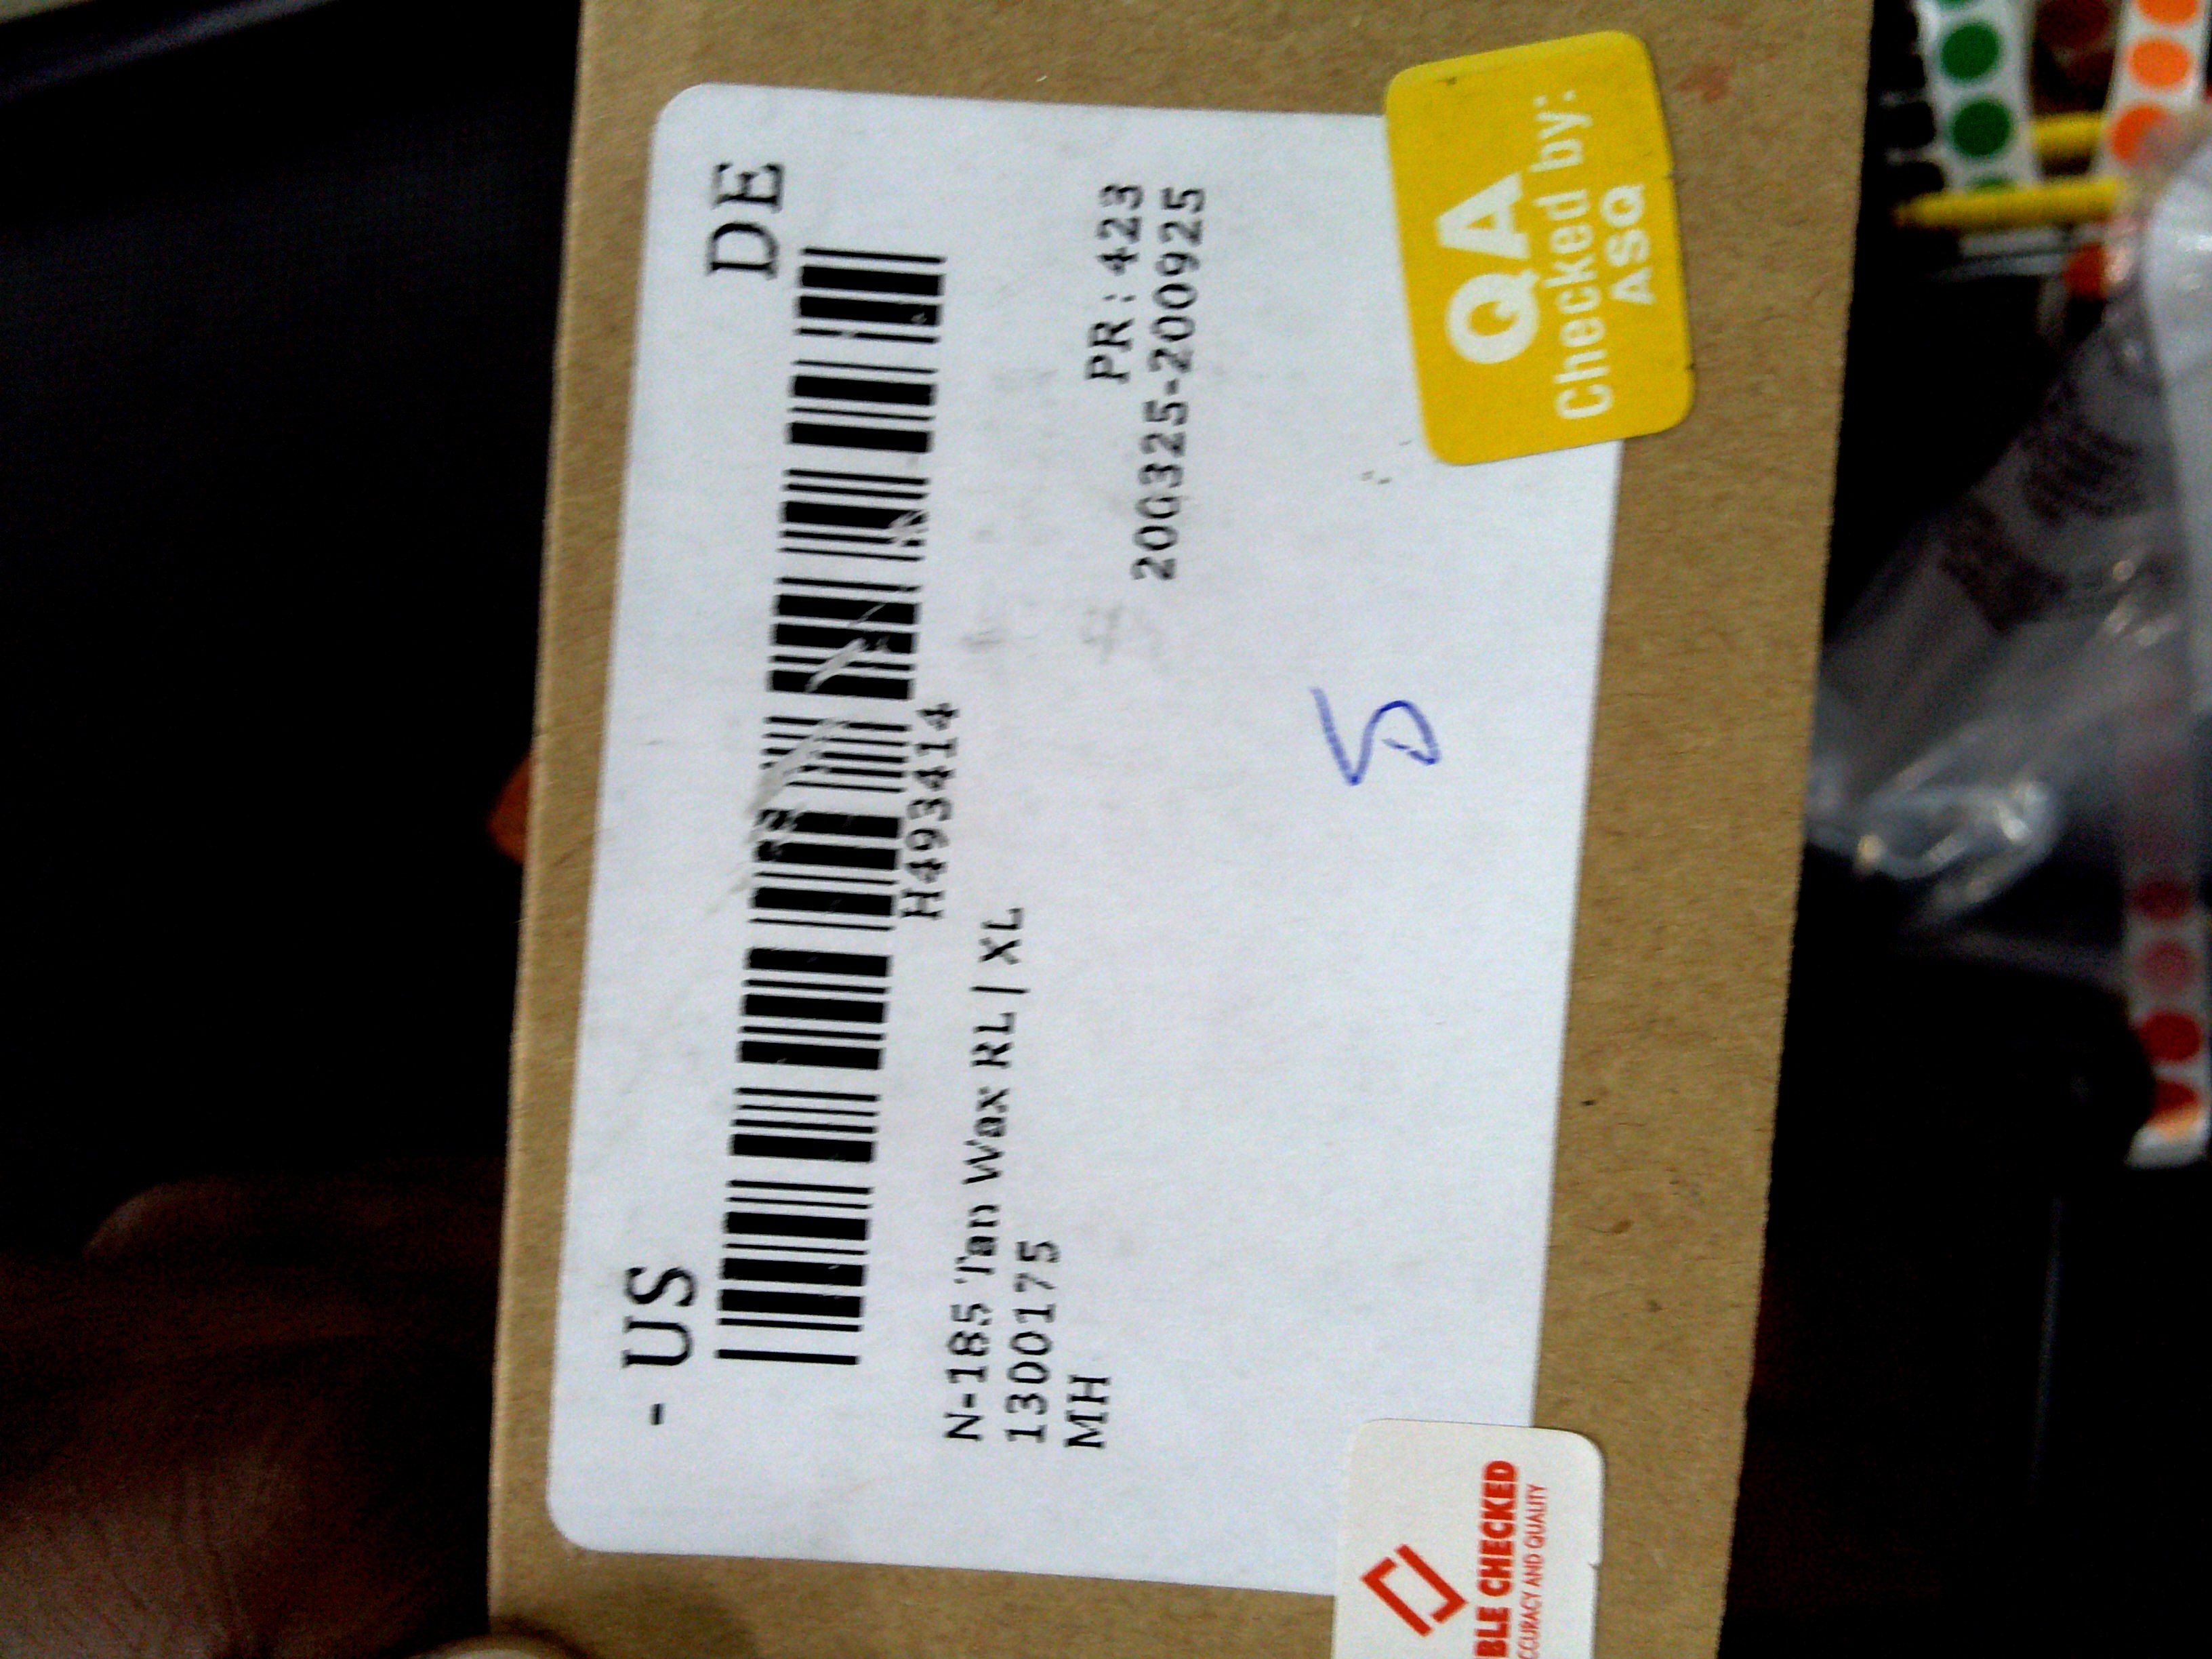 - US
DE
H493414
N-185 Tan Wax RL | XL
1300175
MH
PR: 423
200325-200925
5
QA
Checked by:
ASQ
BLE CHECKED
CCURACY AND QUALITY